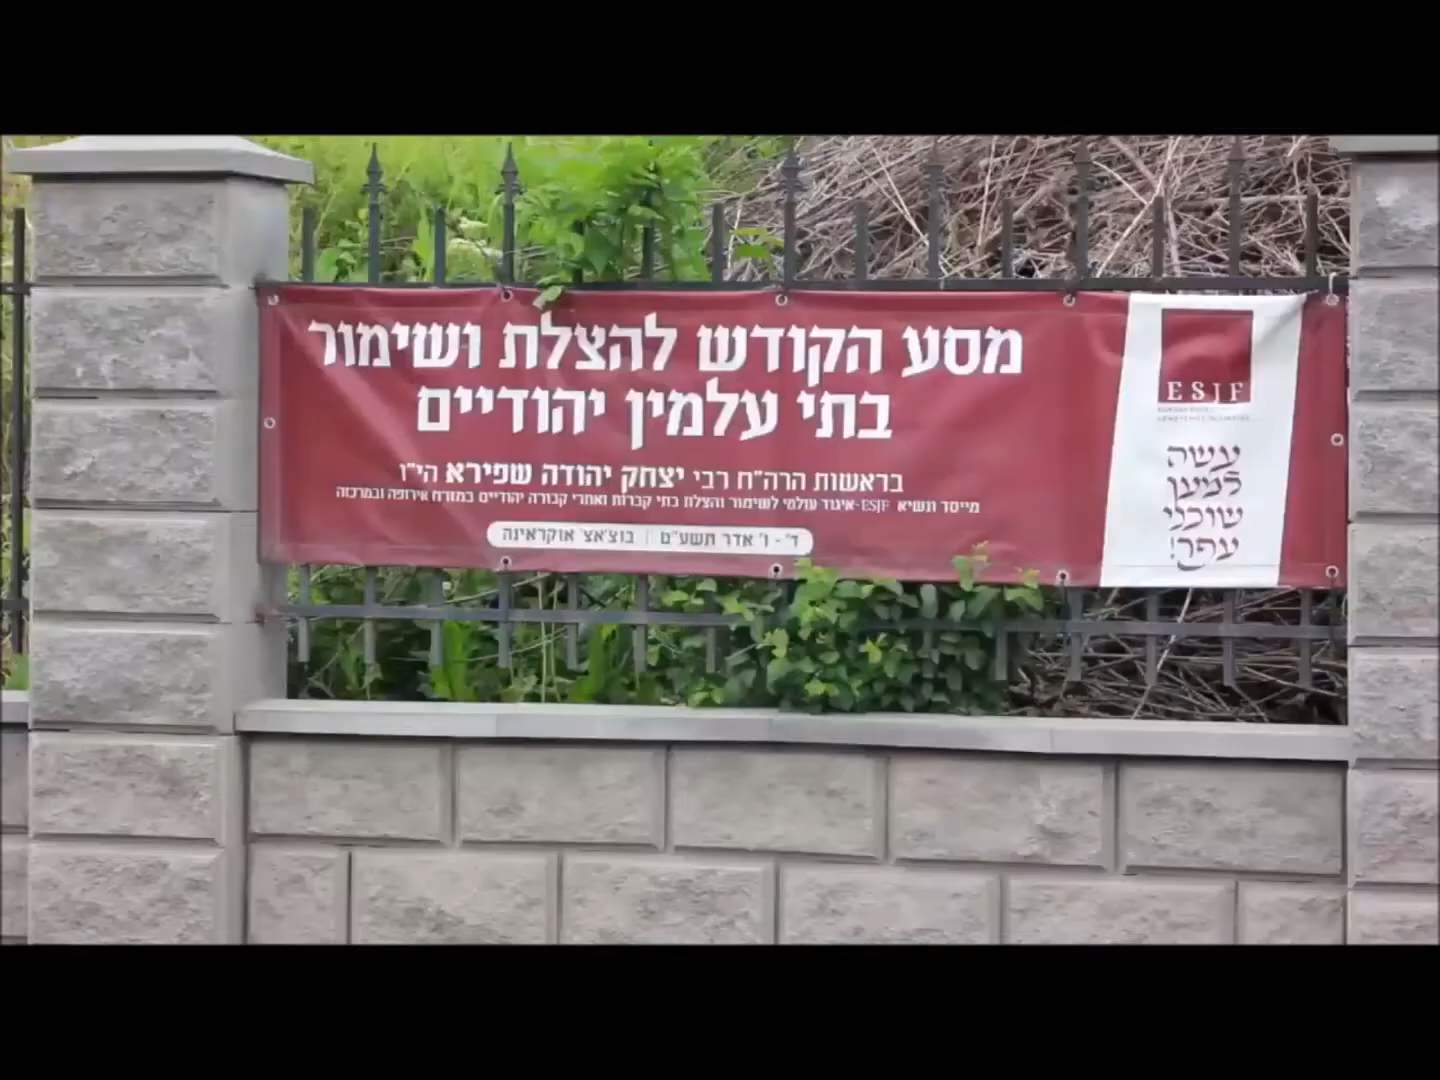 מסע הקודש להצלת ושימור
בתי עלמין יהודיים
בראשות הרה"ח רבי יצחק יהודה שפירא הי"ו
מייסד ונשיא ESJF-איגוד עולמי לשימור והצלת בתי קברות ואתרי קבורה יהודיים במזרח אירופה ובמרכזה
ד' - ו' אדר תשע"ט | בוצ'אצ' אוקראינה
ESJF
עשה
למען
שוכני
עפר!